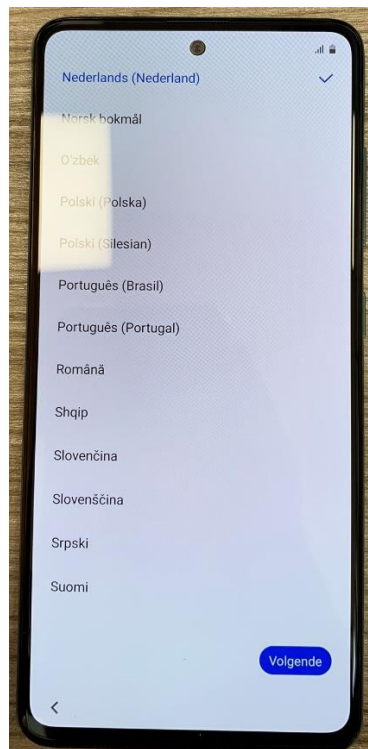 Nederlands (Nederland)
Norsk bokmål
O'zbek
Polski (Polska)
Polski (Silesian)
Português (Brasil)
Português (Portugal)
Română
Shqip
Slovenčina
Slovenščina
Srpski
Suomi
Volgende